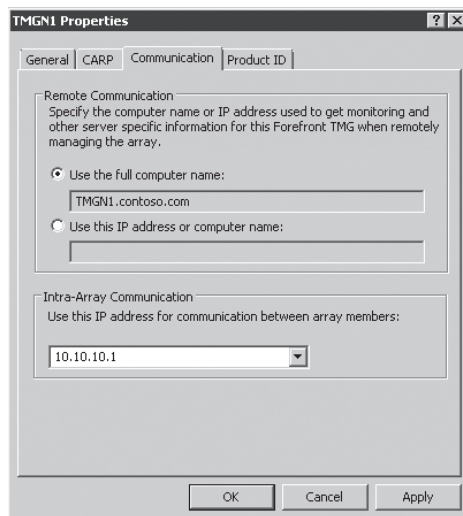 TMGN1 Properties
General CARP Communication Product ID
Remote Communication
Specify the computer name or IP address used to get monitoring and
other server specific information for this Forefront TMG when remotely
managing the array.
Use the full computer name:
TMGN1.contoso.com
Use this IP address or computer name:
Intra-Array Communication
Use this IP address for communication between array members:
10.10.10.1
OK Cancel Apply